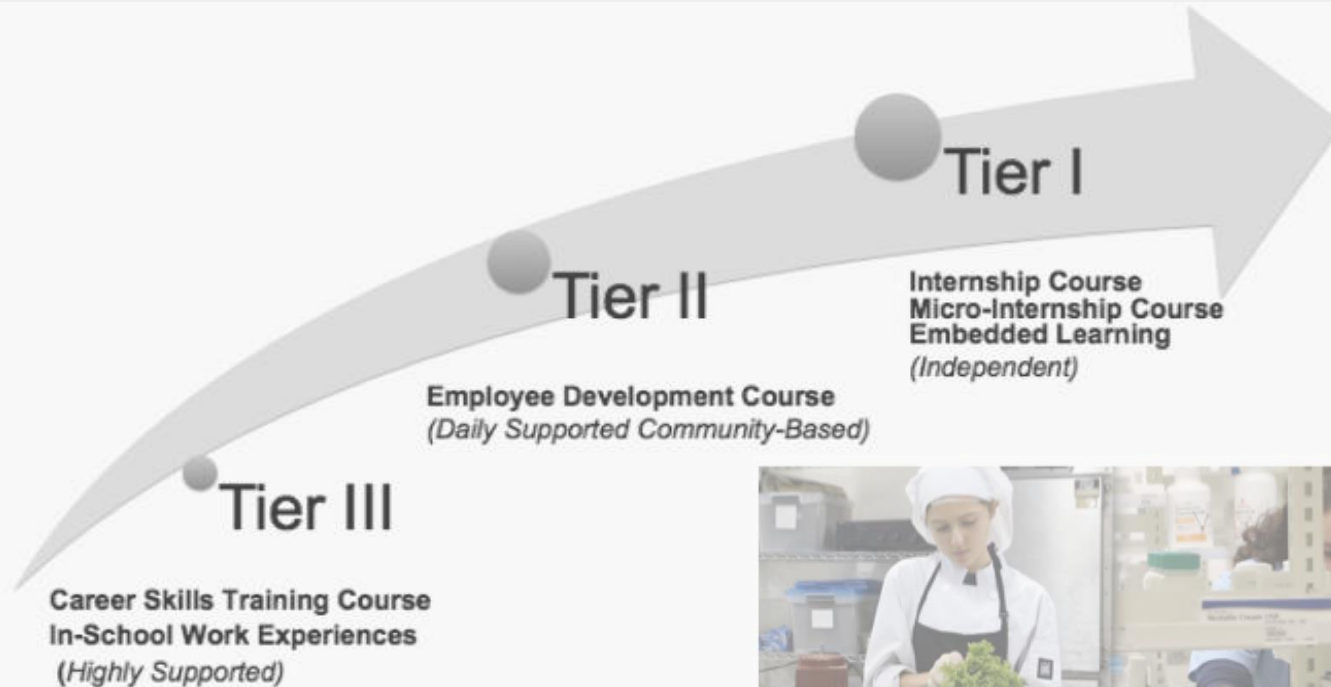 Tier I
Internship Course
Micro-Internship Course
Embedded Learning
(Independent)
Tier II
Employee Development Course
(Daily Supported Community-Based)
Tier III
Career Skills Training Course
In-School Work Experiences
(Highly Supported)